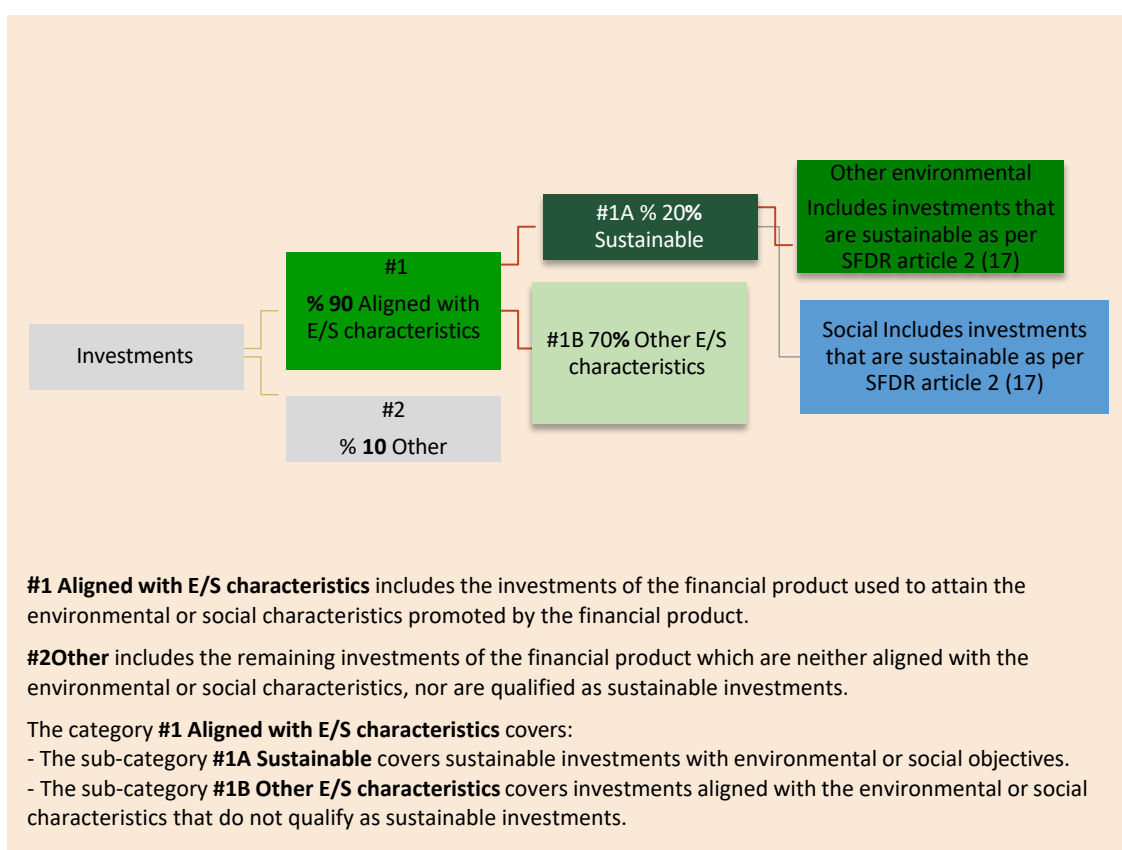 Investments
#1
% 90 Aligned with
E/S characteristics
#2
% 10 Other
#1A % 20%
Sustainable
#1B 70% Other E/S
characteristics
Other environmental
Includes investments that
are sustainable as per
SFDR article 2 (17)
Social Includes investments
that are sustainable as per
SFDR article 2 (17)
#1 Aligned with E/S characteristics includes the investments of the financial product used to attain the
environmental or social characteristics promoted by the financial product.
#2Other includes the remaining investments of the financial product which are neither aligned with the
environmental or social characteristics, nor are qualified as sustainable investments.
The category #1 Aligned with E/S characteristics covers:
- The sub-category #1A Sustainable covers sustainable investments with environmental or social objectives.
- The sub-category #1B Other E/S characteristics covers investments aligned with the environmental or social
characteristics that do not qualify as sustainable investments.